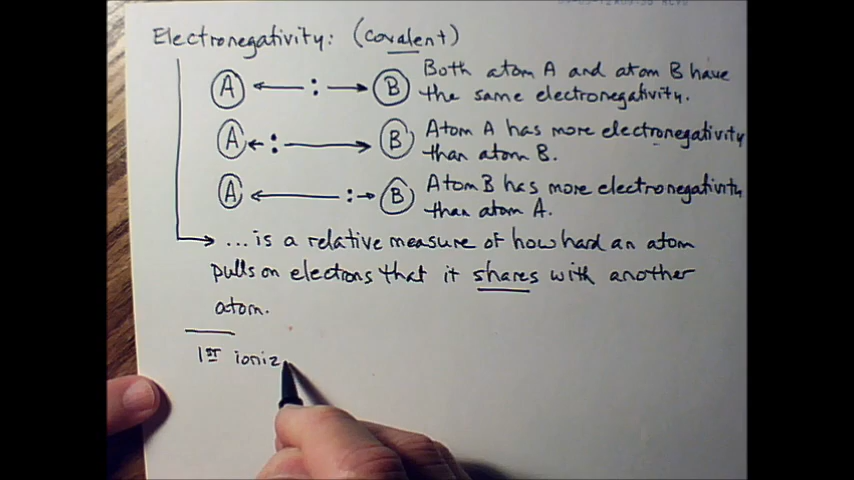 Electronegativity: (covalent)
A : B Both atom A and atom B have
the same electronegativity.
A : B Atom A has more electronegativity
than atom B.
A : B Atom B has more electronegativity
than atom A.
... is a relative measure of how hard an atom
pulls on electrons that it shares with another
atom.
1ST ioniz